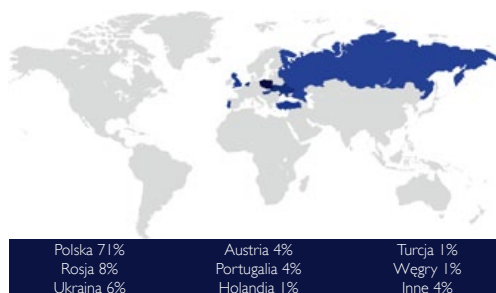 Polska 71% Austria 4% Turcja 1%
Rosja 8% Portugalia 4% Węgry 1%
Ukraina 6% Holandia 1% Inne 4%